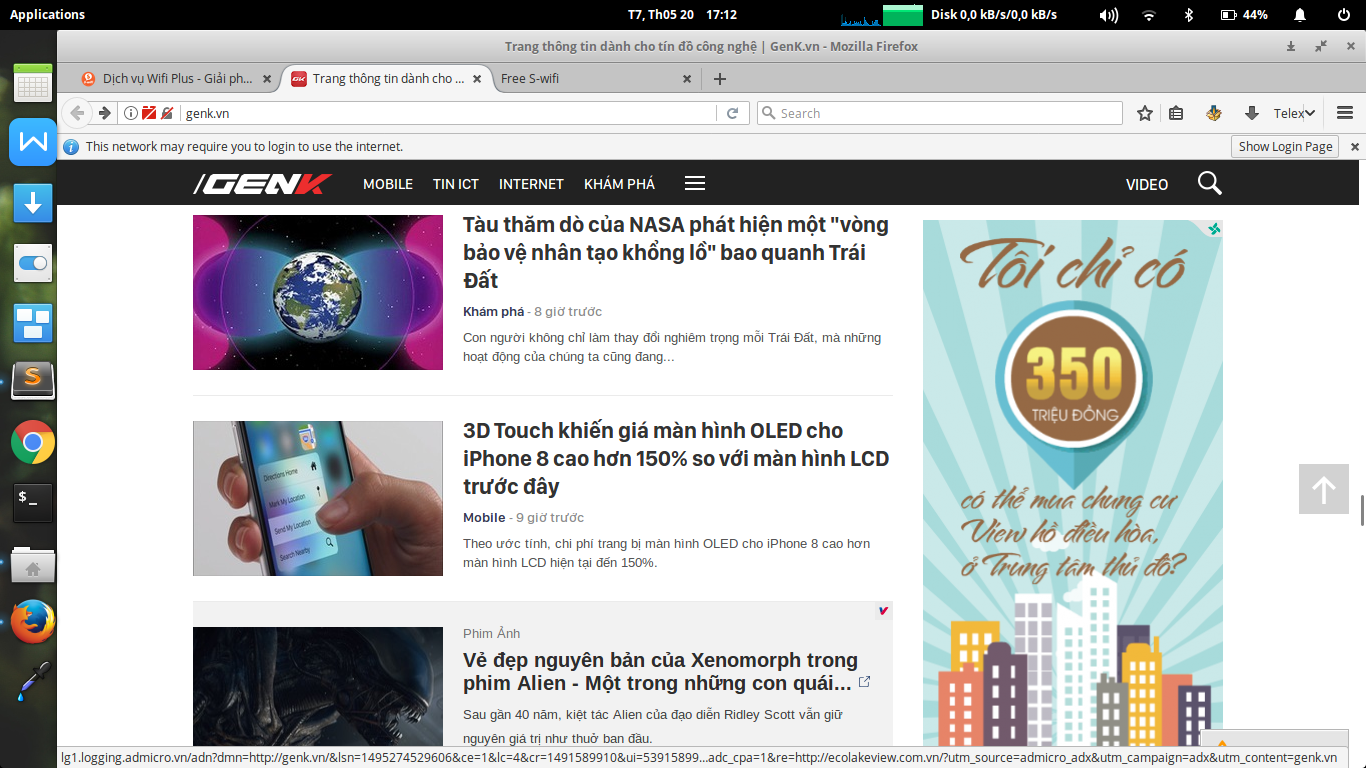 Applications
T7, Th05 20 17:12
Disk 0,0 kB/s/0,0 kB/s
44%
Trang thông tin dành cho tín đồ công nghệ | GenK.vn - Mozilla Firefox
Dịch vụ Wifi Plus - Giải ph...
Trang thông tin dành cho ...
Free S-wifi
genk.vn
Search
Telex
This network may require you to login to use the internet.
Show Login Page
/GENK
MOBILE
TIN ICT
INTERNET
KHÁM PHÁ
VIDEO
Tàu thăm dò của NASA phát hiện một "vòng
bảo vệ nhân tạo khổng lồ" bao quanh Trái
Đất
Khám phá - 8 giờ trước
Con người không chỉ làm thay đổi nghiêm trọng mỗi Trái Đất, mà những
hoạt động của chúng ta cũng đang...
Directions Home
Mark My Location
Send My Location
Search Nearby
3D Touch khiến giá màn hình OLED cho
iPhone 8 cao hơn 150% so với màn hình LCD
trước đây
Mobile - 9 giờ trước
Theo ước tính, chi phí trang bị màn hình OLED cho iPhone 8 cao hơn
màn hình LCD hiện tại đến 150%.
Phim Ảnh
Vẻ đẹp nguyên bản của Xenomorph trong
phim Alien - Một trong những con quái...
Sau gần 40 năm, kiệt tác Alien của đạo diễn Ridley Scott vẫn giữ
nguyên giá trị như thuở ban đầu.
Tôi chỉ có
350
TRIỆU ĐỒNG
có thể mua chung cư
View hồ điều hòa,
ở Trung tâm thủ đô?
lg1.logging.admicro.vn/adn?dmn=http://genk.vn/&lsn=1495274529606&ce=1&lc=4&cr=1491589910&ui=53915899...adc_cpa=1&re=http://ecolakeview.com.vn/?utm_source=admicro_adx&utm_campaign=adx&utm_content=genk.vn